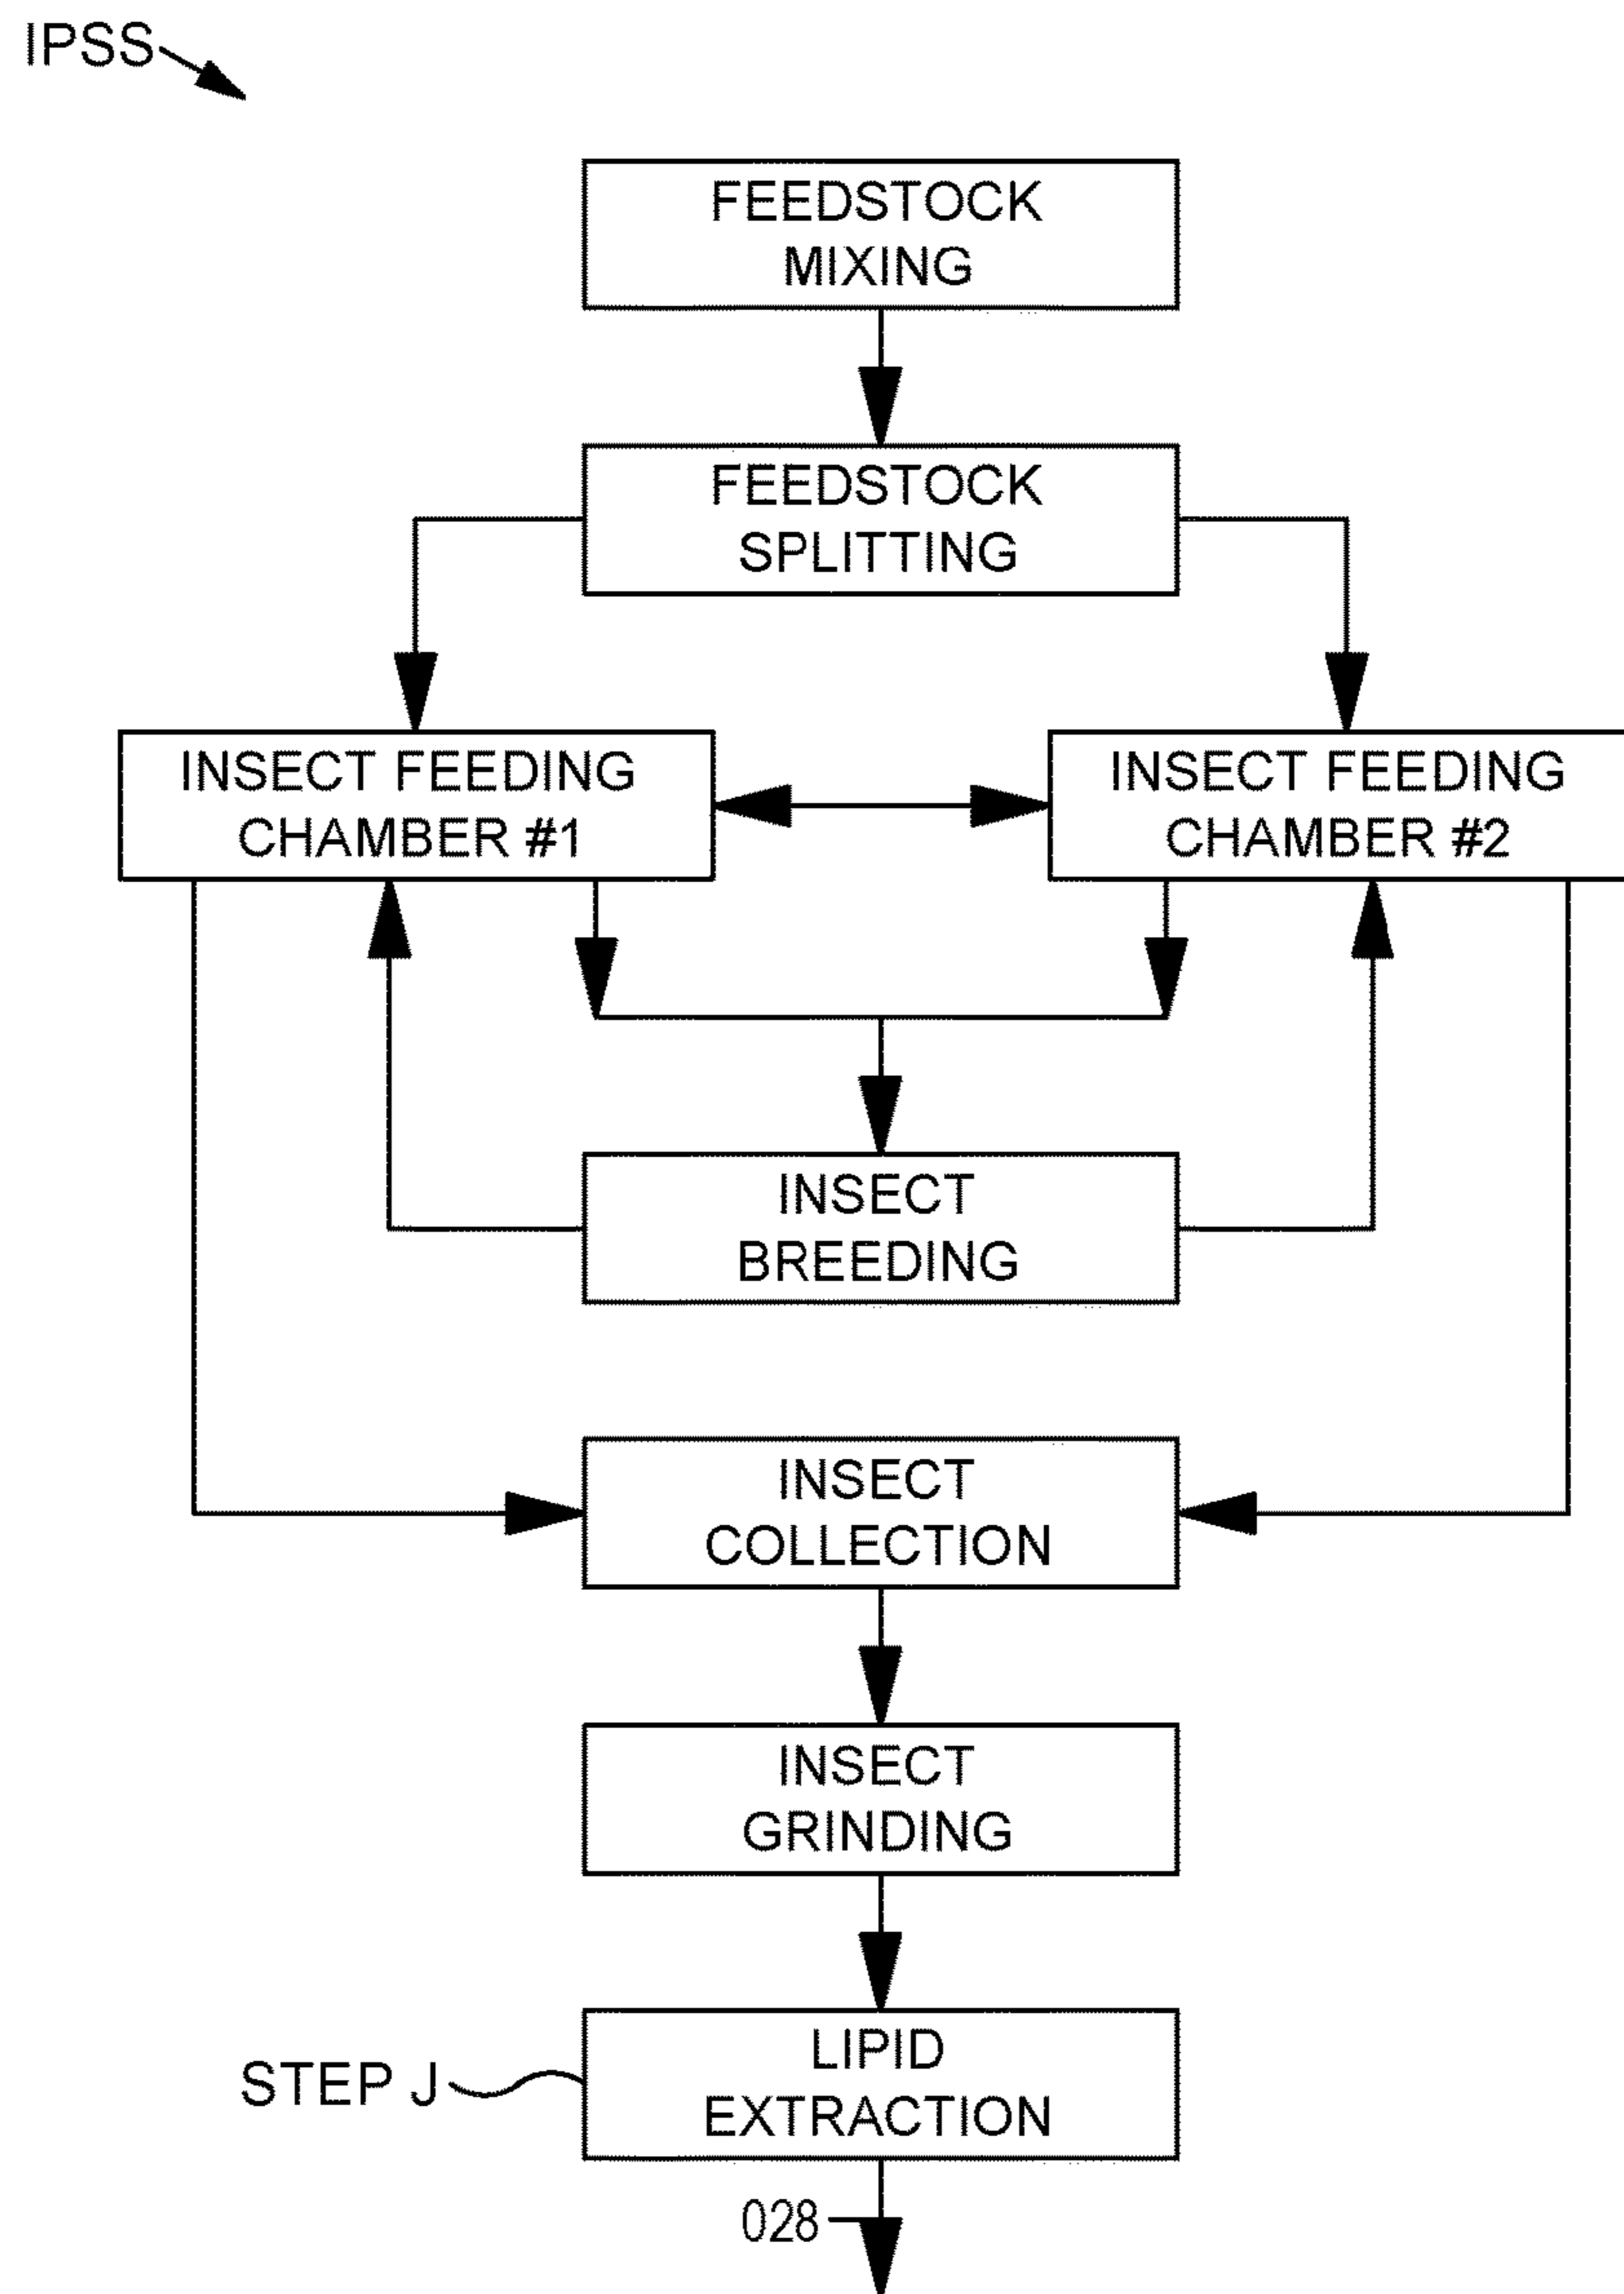 IPSS
FEEDSTOCK
MIXING
FEEDSTOCK
SPLITTING
INSECT FEEDING
CHAMBER #1
INSECT FEEDING
CHAMBER #2
INSECT
BREEDING
INSECT
COLLECTION
INSECT
GRINDING
STEP J
LIPID
EXTRACTION
028